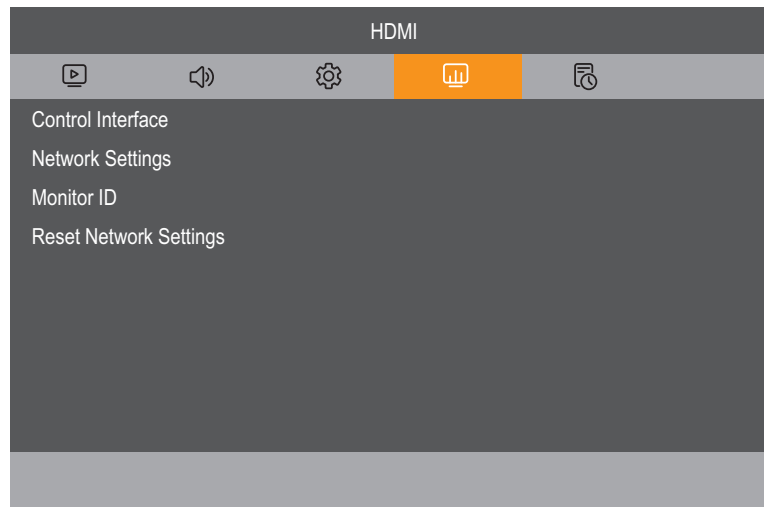 HDMI
Control Interface
Network Settings
Monitor ID
Reset Network Settings